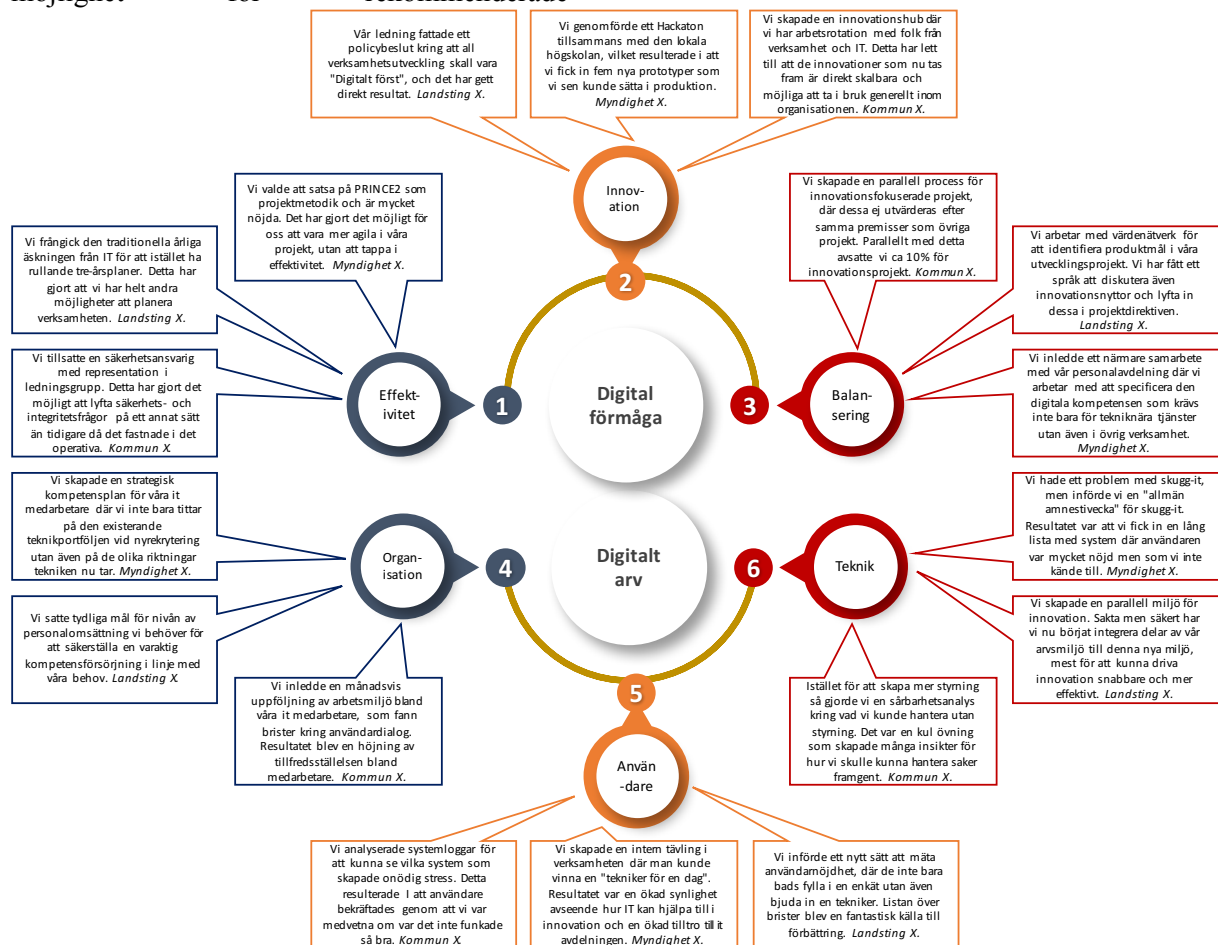 möjlighet för rekommenderade
Vår ledning fattade ett
policybeslut kring att all
verksamhetsutveckling skall vara
"Digitalt först", och det har gett
direkt resultat. Landsting X.
Vi genomförde ett Hackaton
tillsammans med den lokala
högskolan, vilket resulterade i att
vi fick in fem nya prototyper som
vi sen kunde sätta i produktion.
Myndighet X.
Vi skapade en innovationshub där
vi har arbetsrotation med folk från
verksamhet och IT. Detta har lett
till att de innovationer som nu tas
fram är direkt skalbara och
möjliga att ta i bruk generellt inom
organisationen. Kommun X.
Innov-
ation
2
Vi valde att satsa på PRINCE2 som
projektmetodik och är mycket
nöjda. Det har gjort det möjligt för
oss att vara mer agila i våra
projekt, utan att tappa i
effektivitet. Myndighet X.
Vi frångick den traditionella årliga
äskningen från IT för att istället ha
rullande tre-årsplaner. Detta har
gjort att vi har helt andra
möjligheter att planera
verksamheten. Landsting X.
Vi tillsatte en säkerhetsansvarig
med representation i
ledningsgrupp. Detta har gjort det
möjligt att lyfta säkerhets- och
integritetsfrågor på ett annat sätt
än tidigare då det fastnade i det
operativa. Kommun X.
Effekt-
ivitet
1
Digital
förmåga
Vi skapade en parallell process för
innovationsfokuserade projekt,
där dessa ej utvärderas efter
samma premisser som övriga
projekt. Parallellt med detta
avsatte vi ca 10% för
innovationsprojekt. Kommun X.
Vi arbetar med värdenätverk för
att identifiera produktmål i våra
utvecklingsprojekt. Vi har fått ett
språk att diskutera även
innovationsnyttor och lyfta in
dessa i projektdirektiven.
Landsting X.
Vi inledde ett närmare samarbete
med vår personalavdelning där vi
arbetar med att specificera den
digitala kompetensen som krävs
inte bara för tekniknära tjänster
utan även i övrig verksamhet.
Myndighet X.
3
Balan-
sering
Vi skapade en strategisk
kompetensplan för våra it
medarbetare där vi inte bara tittar
på den existerande
teknikportföljen vid nyrekrytering
utan även på de olika riktningar
tekniken nu tar. Myndighet X.
Vi satte tydliga mål för nivån av
personalomsättning vi behöver för
att säkerställa en varaktig
kompetensförsörjning i linje med
våra behov. Landsting X.
Vi inledde en månadsvis
uppföljning av arbetsmiljö bland
våra it medarbetare, som fann
brister kring användardialog.
Resultatet blev en höjning av
tillfredsställelsen bland
medarbetare. Kommun X.
Organ-
isation
4
Digitalt
arv
6
Teknik
Vi hade ett problem med skugg-it,
men införde vi en "allmän
amnestivecka" för skugg-it.
Resultatet var att vi fick in en lång
lista med system där användaren
var mycket nöjd men som vi inte
kände till. Myndighet X.
Vi skapade en parallell miljö för
innovation. Sakta men säkert har
vi nu börjat integrera delar av vår
arvsmiljö till denna nya miljö,
mest för att kunna driva
innovation snabbare och mer
effektivt. Landsting X.
Istället för att skapa mer styrning
så gjorde vi en sårbarhetsanalys
kring vad vi kunde hantera utan
styrning. Det var en kul övning
som skapade många insikter för
hur vi skulle kunna hantera saker
framgent. Kommun X.
5
Använ
-dare
Vi analyserade systemloggar för
att kunna se vilka system som
skapade onödig stress. Detta
resulterade I att användare
bekräftades genom att vi var
medvetna om var det inte funkade
så bra. Kommun X.
Vi skapade en intern tävling i
verksamheten där man kunde
vinna en "tekniker för en dag".
Resultatet var en ökad synlighet
avseende hur IT kan hjälpa till i
innovation och en ökad tilltro till it
avdelningen. Myndighet X.
Vi införde ett nytt sätt att mäta
användarnöjdhet, där de inte bara
bads fylla i en enkät utan även
bjuda in en tekniker. Listan över
brister blev en fantastisk källa till
förbättring. Landsting X.